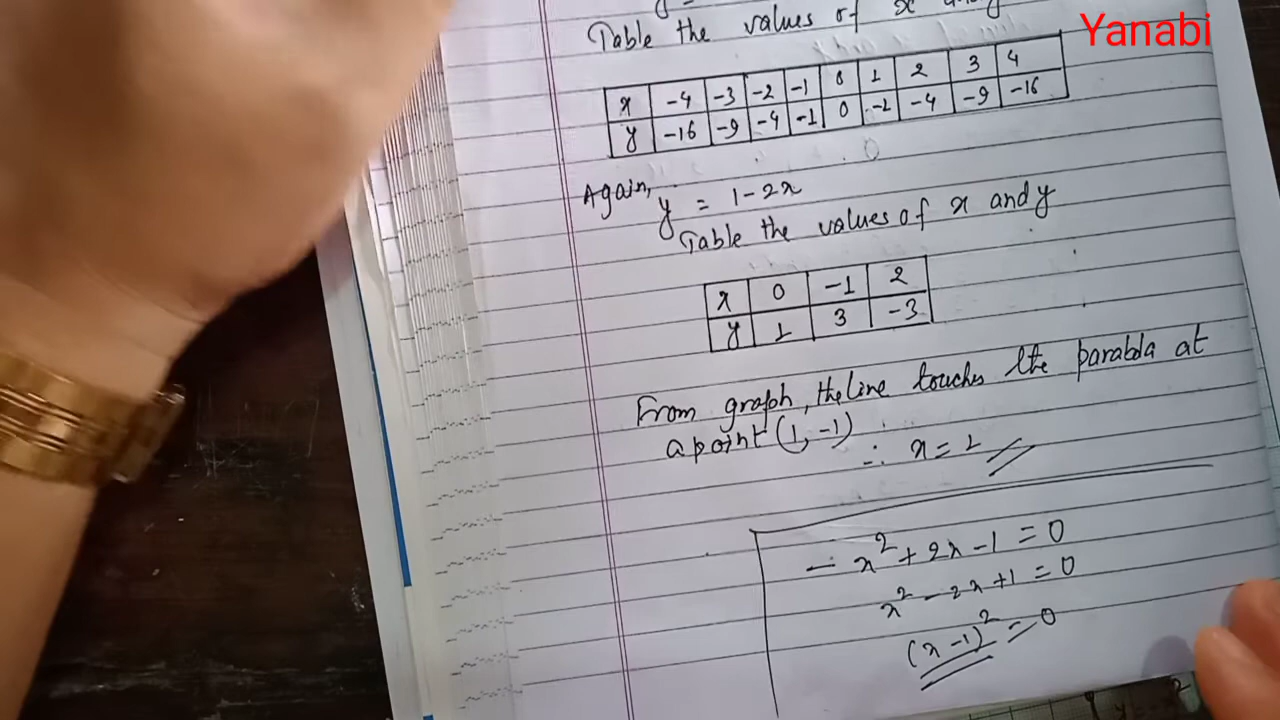 Yanabi
Table the values of x and y
x -4 -3 -2 -1 0 1 2 3 4
y -16 -9 -4 -1 0 -1 -4 -9 -16
Again,
y = 1-2x
Table the values of x and y
x 0 -1 2
y 1 3 -3
From graph, the line touches the parabda at
a point (1, -1)
∴ x = 1
- x² + 2x - 1 = 0
x² - 2x + 1 = 0
(x - 1)² = 0